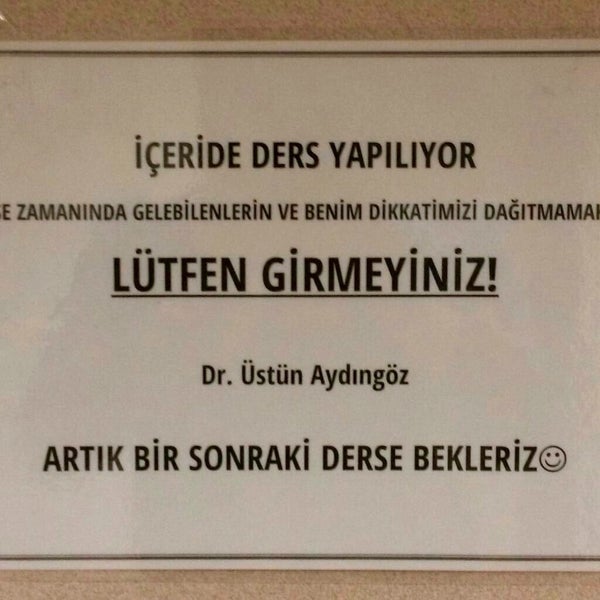 İÇERİDE DERS YAPILIYOR
ZAMANINDA GELEBİLENLERİN VE BENİM DİKKATİMİZİ
LÜTFEN GİRMEYİNİZ!
Dr. Üstün Aydıngöz
ARTIK BİR SONRAKİ DERSE BEKLERİZ☺